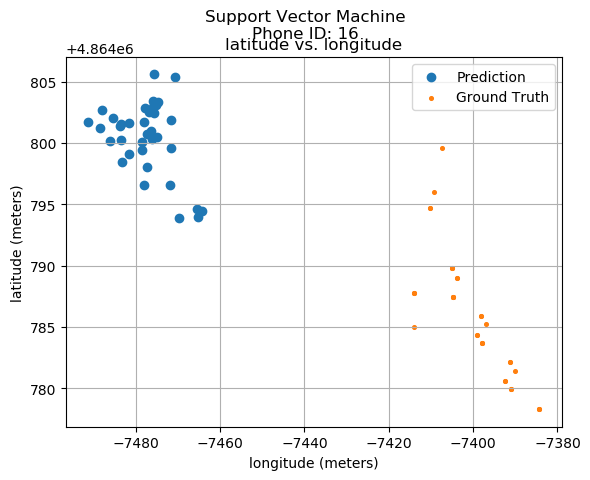 Support Vector Machine
Phone ID: 16
latitude vs. longitude
+4.864e6
Prediction
Ground Truth
805
800
795
790
785
780
latitude (meters)
−7480
−7460
−7440
−7420
−7400
−7380
longitude (meters)